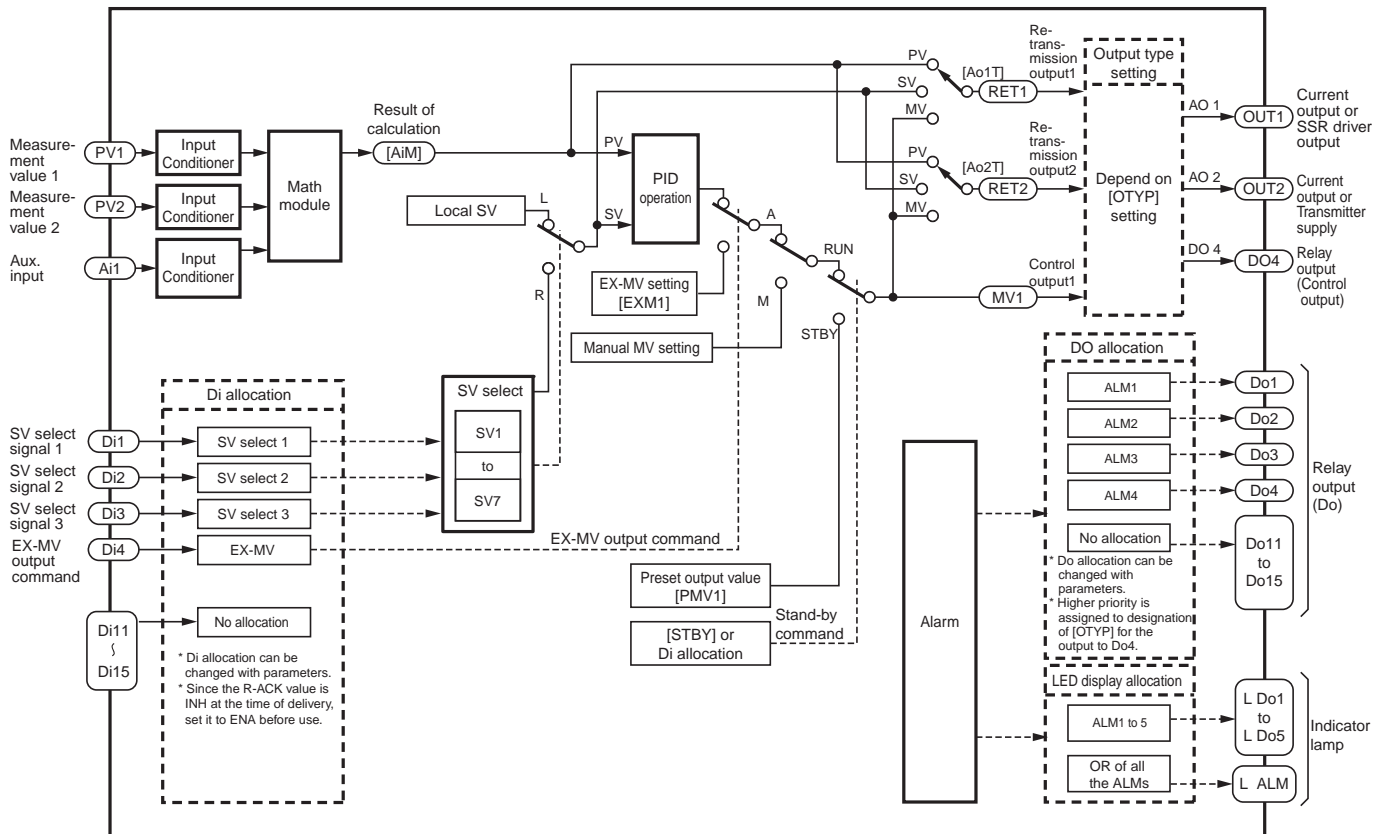 Measure-
ment
value 1
PV1
Input
Conditioner
Measure-
ment
value 2
PV2
Input
Conditioner
Aux.
input
Ai1
Input
Conditioner
Math
module
Result of
calculation
[AiM]
Local SV
L
R
PV
SV
PID
operation
EX-MV setting
[EXM1]
Manual MV setting
A
M
RUN
STBY
PV
SV
MV
[Ao1T]
RET1
Re-
trans-
mission
output1
PV
SV
MV
[Ao2T]
RET2
Re-
trans-
mission
output2
Control
output1
MV1
Output type
setting
Depend on
[OTYP]
setting
AO 1
OUT1
Current
output or
SSR driver
output
AO 2
OUT2
Current
output or
Transmitter
supply
DO 4
DO4
Relay
output
(Control
output)
SV select
signal 1
Di1
SV select
signal 2
Di2
SV select
signal 3
Di3
EX-MV
output
command
Di4
Di11
~
Di15
Di allocation
SV select 1
SV select 2
SV select 3
EX-MV
No allocation
* Di allocation can be
changed with parameters.
* Since the R-ACK value is
INH at the time of delivery,
set it to ENA before use.
SV select
SV1
to
SV7
EX-MV output command
Preset output value
[PMV1]
[STBY] or
Di allocation
Stand-by
command
Alarm
DO allocation
ALM1
ALM2
ALM3
ALM4
No allocation
* Do allocation can be
changed with
parameters.
* Higher priority is
assigned to designation
of [OTYP] for the
output to Do4.
Do1
Do2
Do3
Do4
Do11
to
Do15
Relay
output
(Do)
LED display allocation
ALM1 to 5
OR of all
the ALMs
L Do1
to
L Do5
L ALM
Indicator
lamp